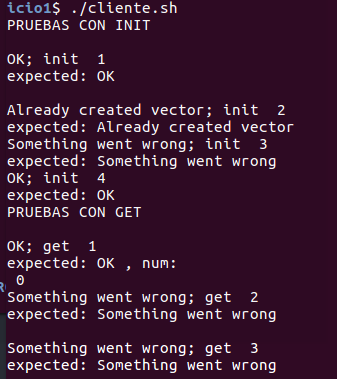 icio1$ ./cliente.sh
PRUEBAS CON INIT
OK; init  1
expected: OK
Already created vector; init  2
expected: Already created vector
Something went wrong; init  3
expected: Something went wrong
OK; init  4
expected: OK
PRUEBAS CON GET
OK; get  1
expected: OK , num:
 0
Something went wrong; get  2
expected: Something went wrong
Something went wrong; get  3
expected: Something went wrong